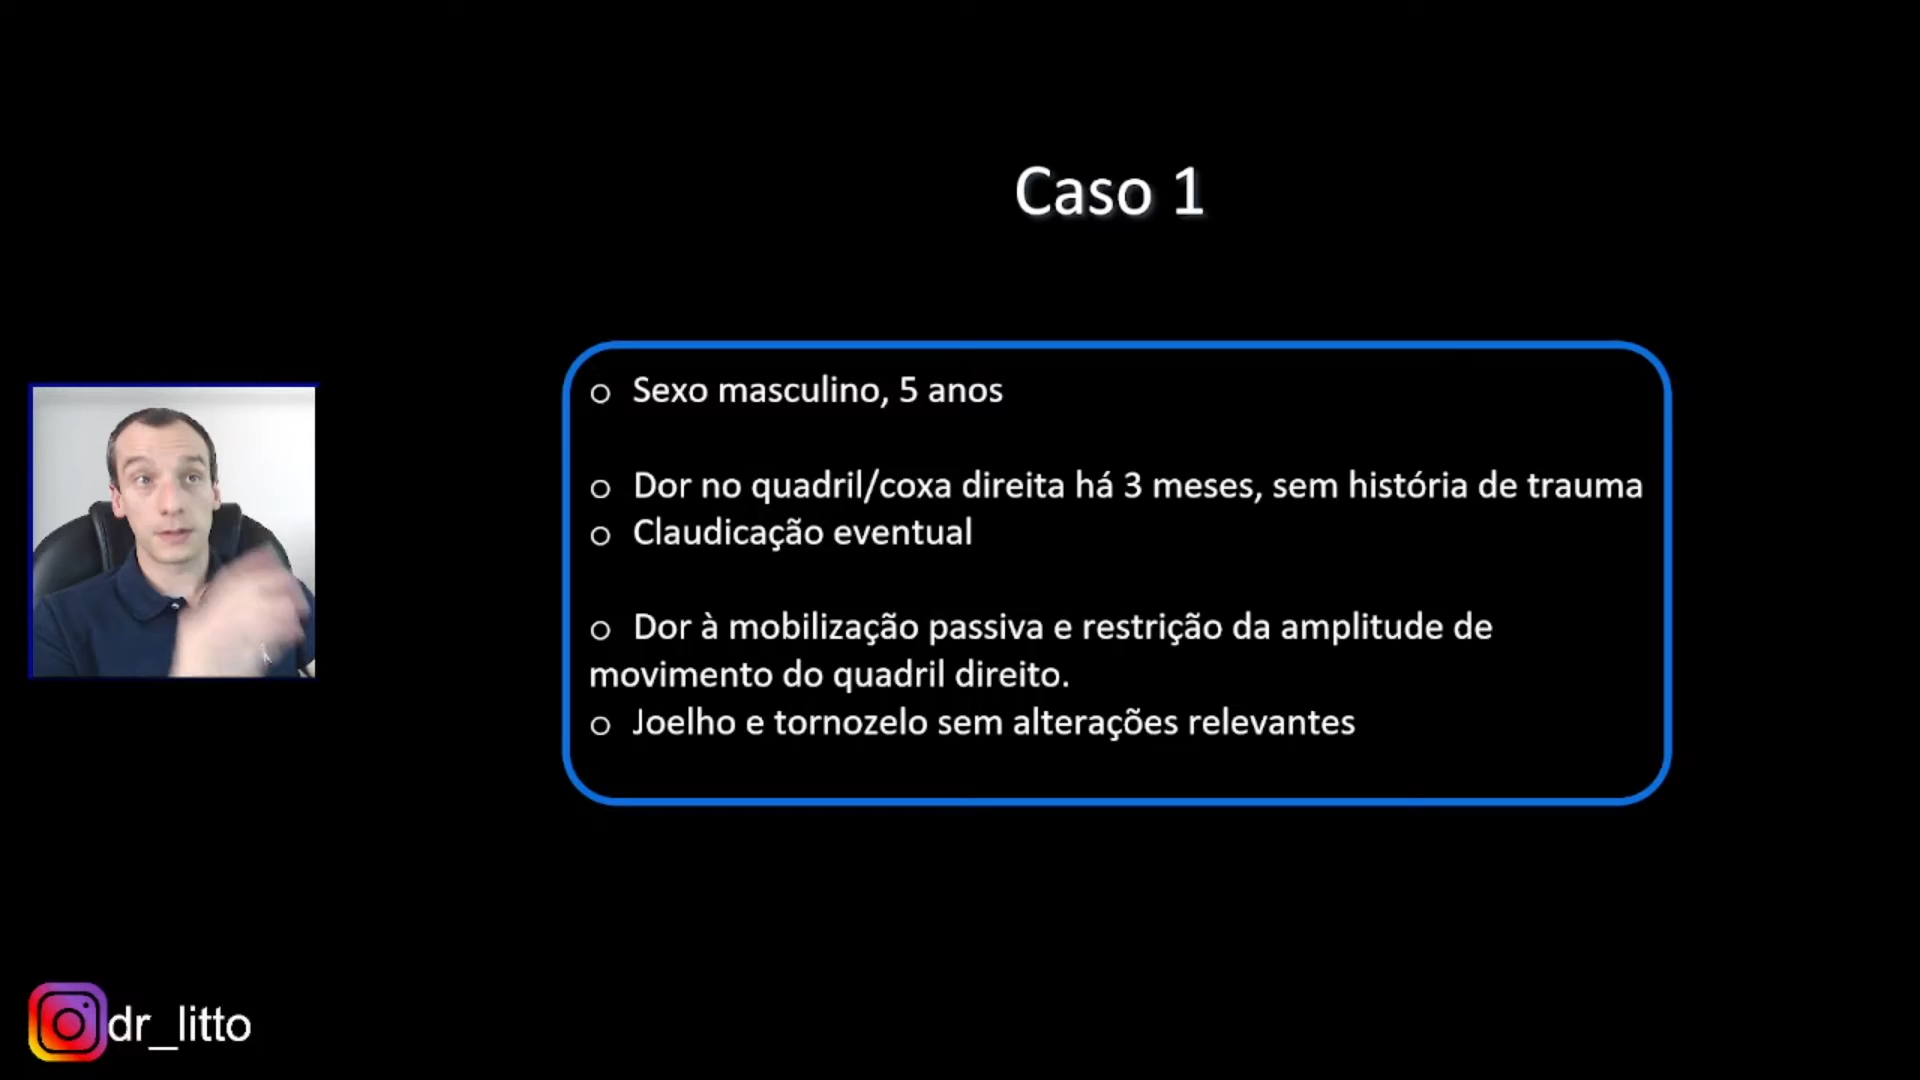 Caso 1
o Sexo masculino, 5 anos
o Dor no quadril/coxa direita há 3 meses, sem história de trauma
o Claudicação eventual
o Dor à mobilização passiva e restrição da amplitude de
movimento do quadril direito.
o Joelho e tornozelo sem alterações relevantes
dr_litto